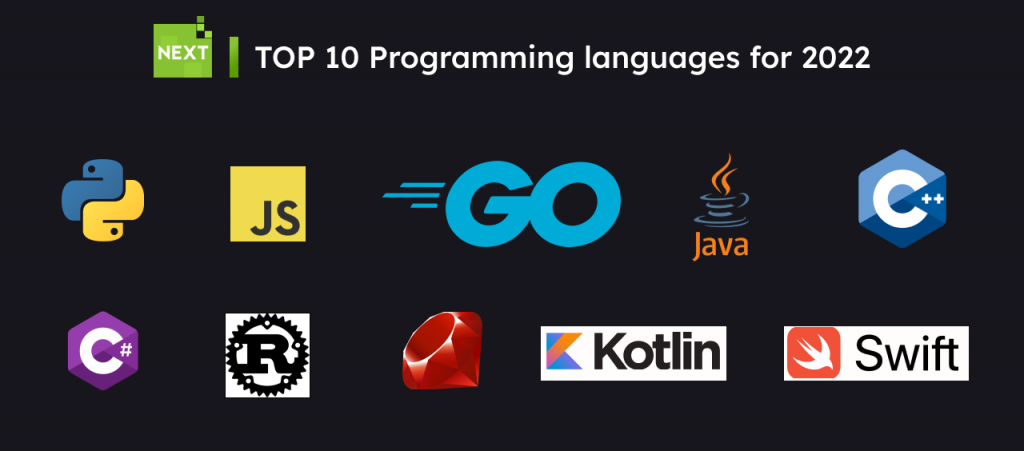 NEXT
TOP 10 Programming languages for 2022
JS
GO
Java
C++
C#
R
Kotlin
Swift